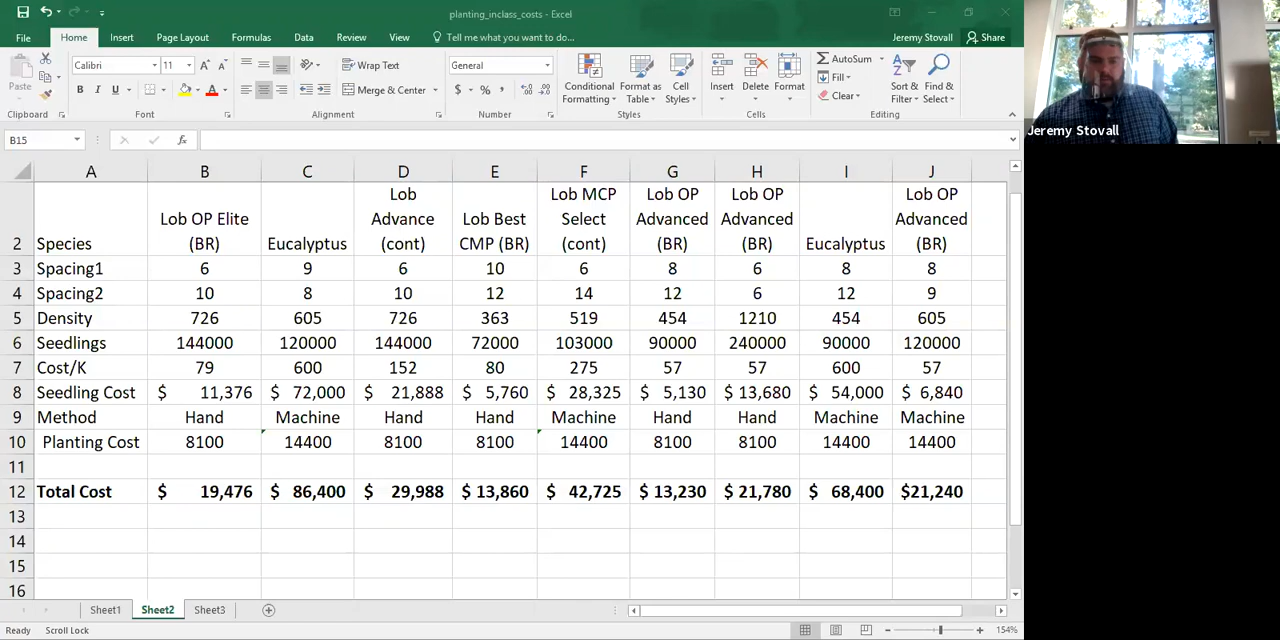 planting_inclass_costs - Excel
File Home Insert Page Layout Formulas Data Review View Tell me what you want to do... Jeremy Stovall Share
Paste Calibri 11 Wrap Text General AutoSum
B I U Merge & Center $ % , Conditional Formatting Format as Table Cell Styles Insert Delete Format Fill Clear Sort & Filter Find & Select
Clipboard Font Alignment Number Styles Cells Editing
B15 fx
A B C D E F G H I J
2 Species Lob OP Elite (BR) Eucalyptus Lob Advance (cont) Lob Best CMP (BR) Lob MCP Select (cont) Lob OP Advanced (BR) Lob OP Advanced (BR) Eucalyptus Lob OP Advanced (BR)
3 Spacing1 6 9 6 10 6 8 6 8 8
4 Spacing2 10 8 10 12 14 12 6 12 9
5 Density 726 605 726 363 519 454 1210 454 605
6 Seedlings 144000 120000 144000 72000 103000 90000 240000 90000 120000
7 Cost/K 79 600 152 80 275 57 57 600 57
8 Seedling Cost $ 11,376 $ 72,000 $ 21,888 $ 5,760 $ 28,325 $ 5,130 $ 13,680 $ 54,000 $ 6,840
9 Method Hand Machine Hand Hand Machine Hand Hand Machine Machine
10 Planting Cost 8100 14400 8100 8100 14400 8100 8100 14400 14400
11
12 Total Cost $ 19,476 $ 86,400 $ 29,988 $ 13,860 $ 42,725 $ 13,230 $ 21,780 $ 68,400 $21,240
13
14
15
16
Sheet1 Sheet2 Sheet3
Ready Scroll Lock 154%
Jeremy Stovall